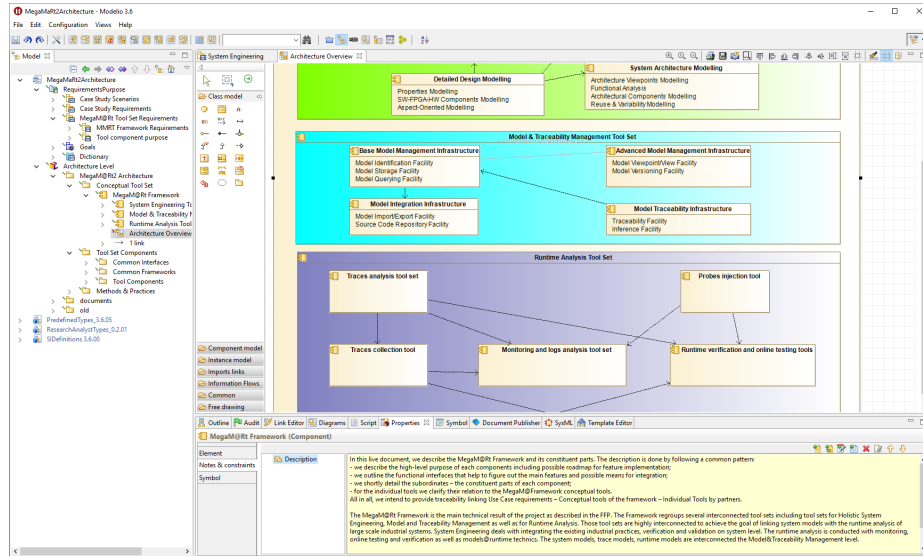 MegaMaRt2Architecture - Modelio 3.6
File Edit Configuration Views Help
Model
System Engineering
Architecture Overview
MegaMaRt2Architecture
RequirementsPurpose
Case Study Scenarios
Case Study Requirements
MegaM@Rt Tool Set Requirements
MMRT Framework Requirements
Tool component purpose
Goals
Dictionary
Architecture Level
MegaM@Rt2 Architecture
Conceptual Tool Set
MegaM@Rt Framework
System Engineering To
Model & Traceability M
Runtime Analysis Tool
Architecture Overview
1 link
Tool Set Components
Common Interfaces
Common Frameworks
Tool Components
Methods & Practices
documents
old
PredefinedTypes_3.6.05
ResearchAnalystTypes_0.2.01
SIDefinitions 3.6.00
Class model
Component model
Instance model
Imports links
Information Flows
Common
Free drawing
Detailed Design Modelling
Properties Modelling
SW-FPGA-HW Components Modelling
Aspect-Oriented Modelling
System Architecture Modelling
Architecture Viewpoints Modelling
Functional Analysis
Architectural Components Modelling
Reuse & Variability Modelling
Model & Traceability Management Tool Set
Base Model Management Infrastructure
Model Identification Facility
Model Storage Facility
Model Querying Facility
Advanced Model Management Infrastructure
Model Viewpoint/View Facility
Model Versioning Facility
Model Integration Infrastructure
Model Import/Export Facility
Source Code Repository Facility
Model Traceability Infrastructure
Traceability Facility
Inference Facility
Runtime Analysis Tool Set
Traces analysis tool set
Probes injection tool
Traces collection tool
Monitoring and logs analysis tool set
Runtime verification and online testing tools
Outline Audit Link Editor Diagrams Script Properties Symbol Document Publisher SysML Template Editor
MegaM@Rt Framework (Component)
Element
Notes & constraints
Symbol
Description
In this live document, we describe the MegaM@Rt Framework and its constituent parts. The description is done by following a common pattern:
- we describe the high-level purpose of each components including possible roadmap for feature implementation;
- we outline the functional interfaces that help to figure out the main features and possible means for integration;
- we shortly detail the subordinates – the constituent parts of each component;
- for the individual tools we clarify their relation to the MegaM@Framework conceptual tools.
All in all, we intend to provide traceability linking Use Case requirements – Conceptual tools of the framework – Individual Tools by partners.
The MegaM@Rt Framework is the main technical result of the project as described in the FFP. The Framework regroups several interconnected tool sets including tool sets for Holistic System
Engineering, Model and Traceability Management as well as for Runtime Analysis. Those tool sets are highly interconnected to achieve the goal of linking system models with the runtime analysis of
large scale industrial systems. System Engineering deals with integrating the existing industrial practices, verification and validation on system level. The runtime analysis is conducted with monitoring,
online testing and verification as well as models@runtime technics. The system models, trace models, runtime models are interconnected the Model&Traceability Management level.